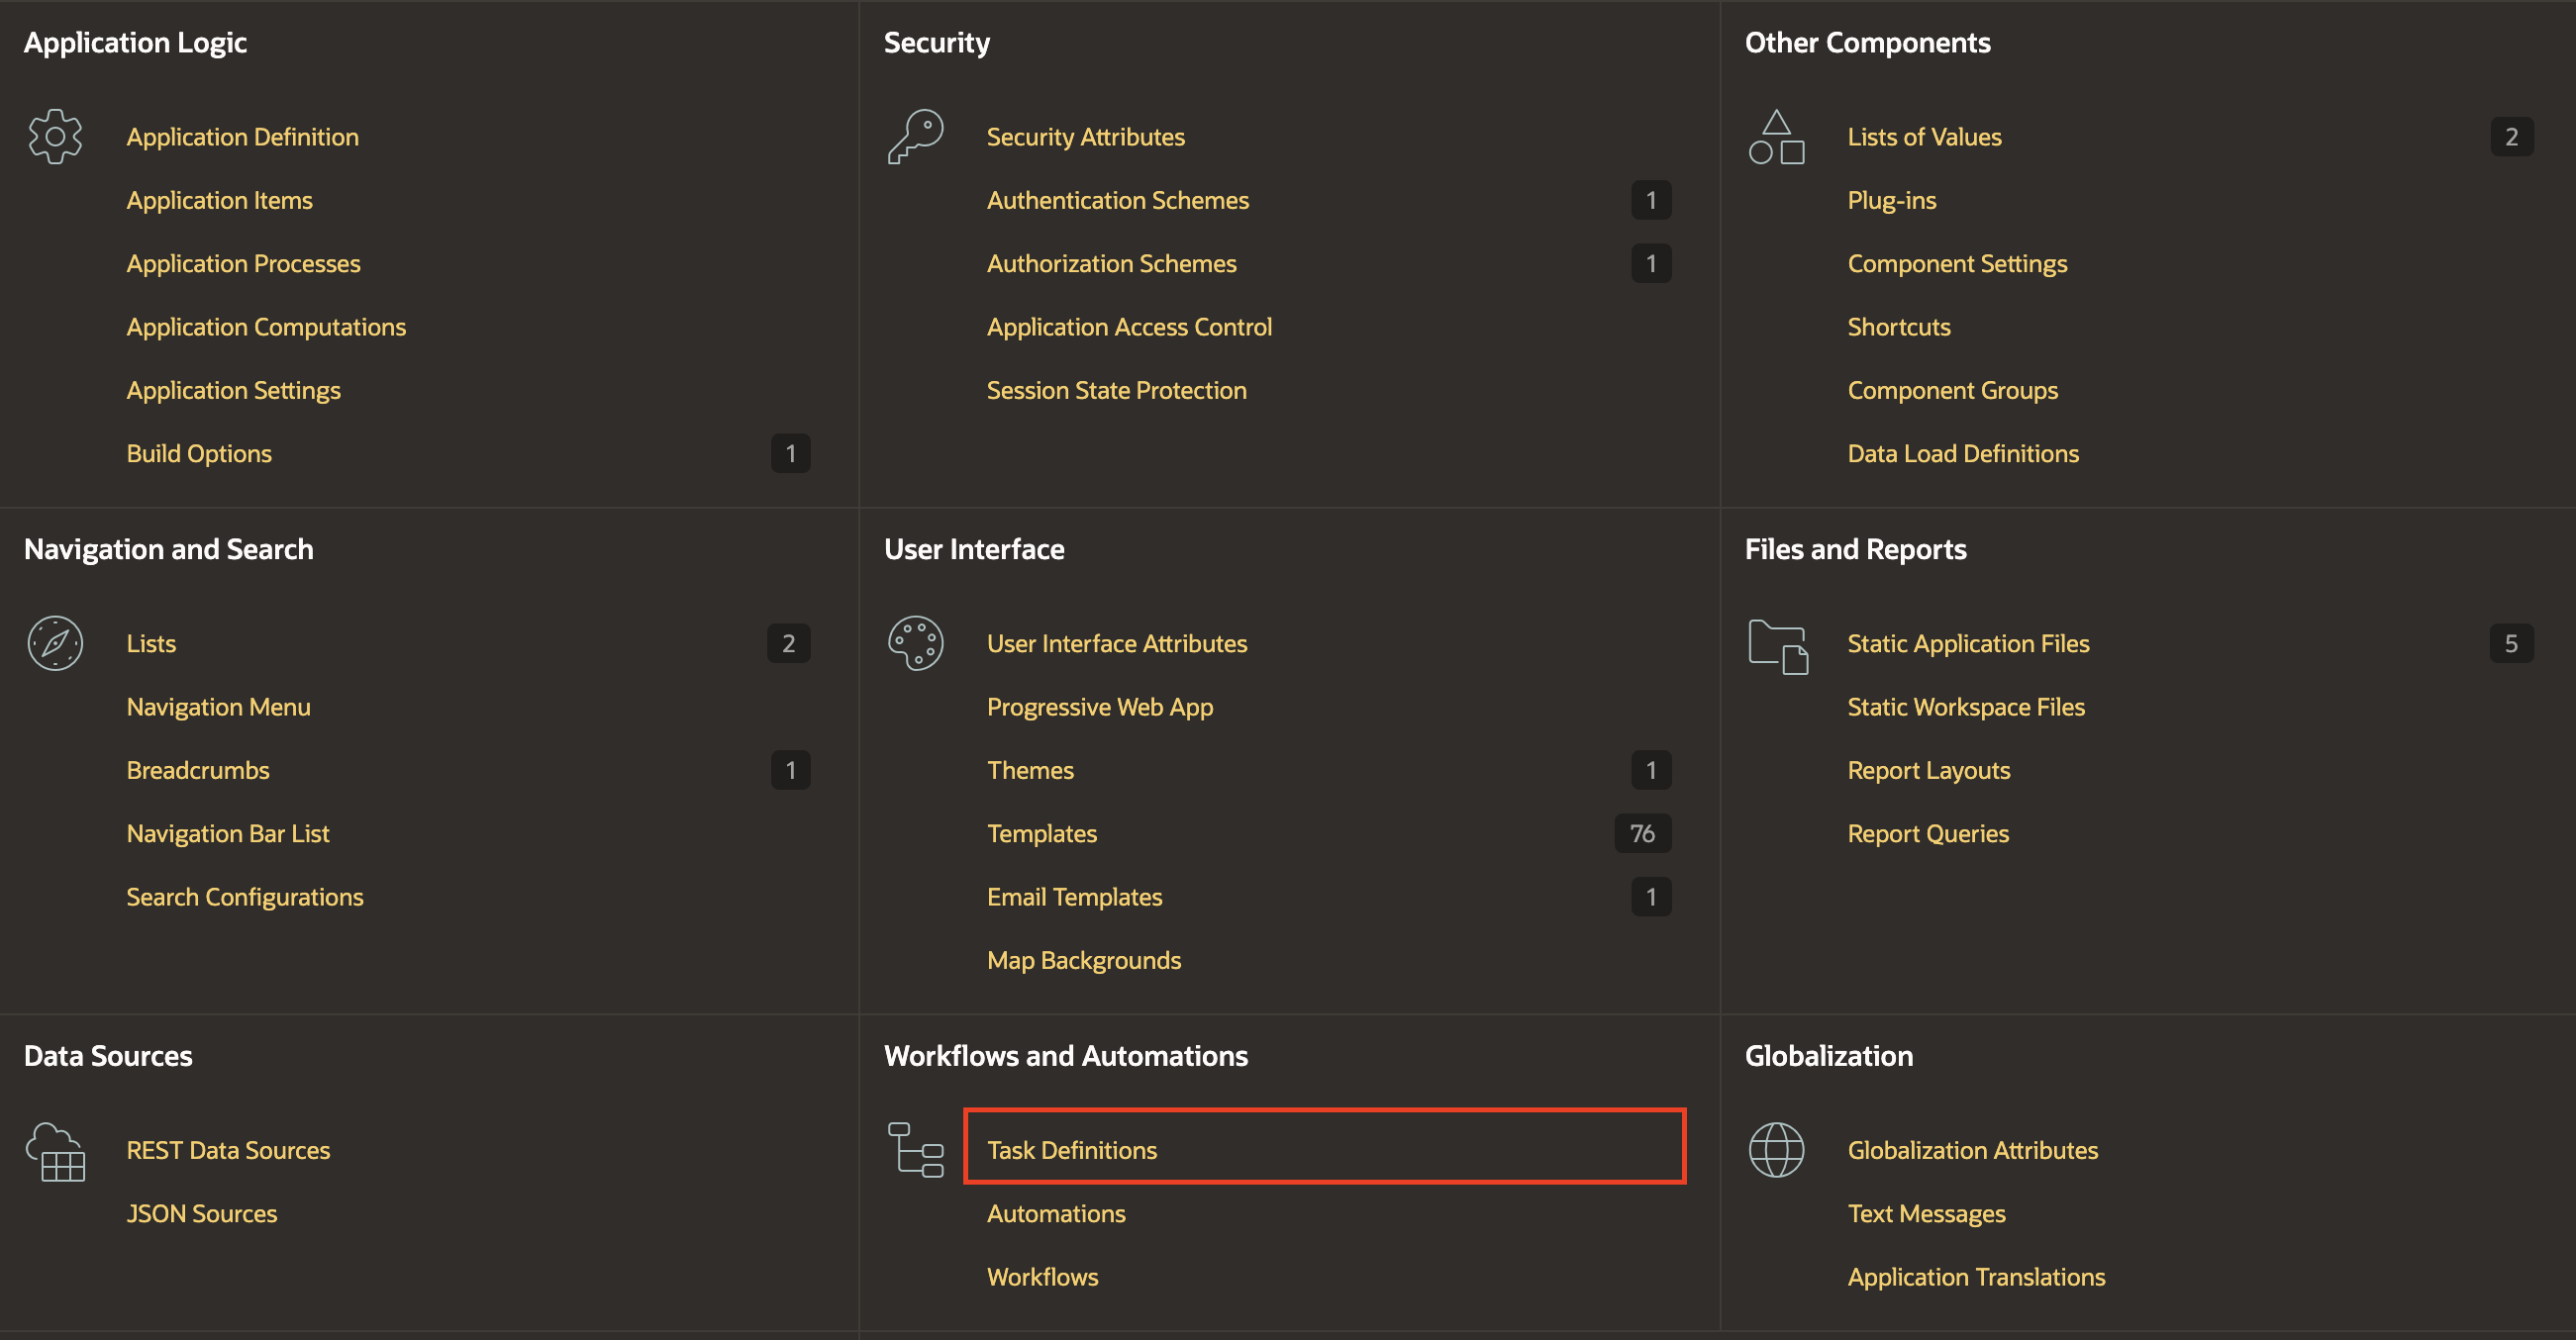 Application Logic
Application Definition
Application Items
Application Processes
Application Computations
Application Settings
Build Options 1
Security
Security Attributes
Authentication Schemes 1
Authorization Schemes 1
Application Access Control
Session State Protection
Other Components
Lists of Values 2
Plug-ins
Component Settings
Shortcuts
Component Groups
Data Load Definitions
Navigation and Search
Lists 2
Navigation Menu
Breadcrumbs 1
Navigation Bar List
Search Configurations
User Interface
User Interface Attributes
Progressive Web App
Themes 1
Templates 76
Email Templates 1
Map Backgrounds
Files and Reports
Static Application Files 5
Static Workspace Files
Report Layouts
Report Queries
Data Sources
REST Data Sources
JSON Sources
Workflows and Automations
Task Definitions
Automations
Workflows
Globalization
Globalization Attributes
Text Messages
Application Translations